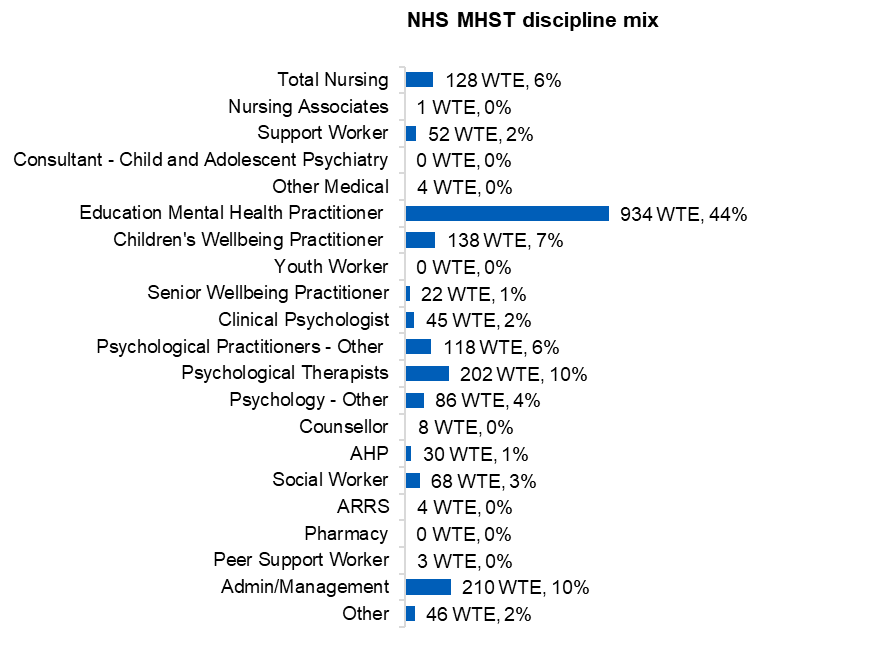 NHS MHST discipline mix
Total Nursing 128 WTE, 6%
Nursing Associates 1 WTE, 0%
Support Worker 52 WTE, 2%
Consultant - Child and Adolescent Psychiatry 0 WTE, 0%
Other Medical 4 WTE, 0%
Education Mental Health Practitioner 934 WTE, 44%
Children's Wellbeing Practitioner 138 WTE, 7%
Youth Worker 0 WTE, 0%
Senior Wellbeing Practitioner 22 WTE, 1%
Clinical Psychologist 45 WTE, 2%
Psychological Practitioners - Other 118 WTE, 6%
Psychological Therapists 202 WTE, 10%
Psychology - Other 86 WTE, 4%
Counsellor 8 WTE, 0%
AHP 30 WTE, 1%
Social Worker 68 WTE, 3%
ARRS 4 WTE, 0%
Pharmacy 0 WTE, 0%
Peer Support Worker 3 WTE, 0%
Admin/Management 210 WTE, 10%
Other 46 WTE, 2%